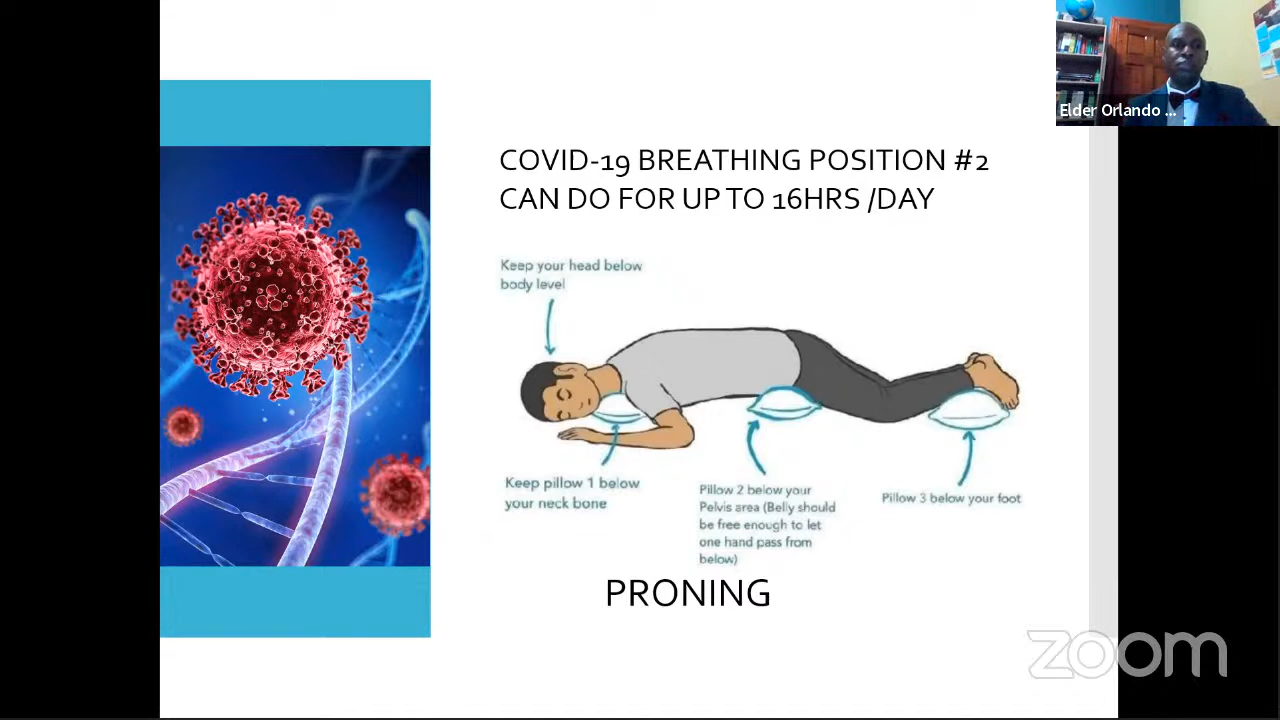 Elder Orlando ...
COVID-19 BREATHING POSITION #2
CAN DO FOR UP TO 16HRS /DAY
Keep your head below
body level
Keep pillow 1 below
your neck bone
Pillow 2 below your
Pelvis area (Belly should
be free enough to let
one hand pass from
below)
Pillow 3 below your foot
PRONING
zoom